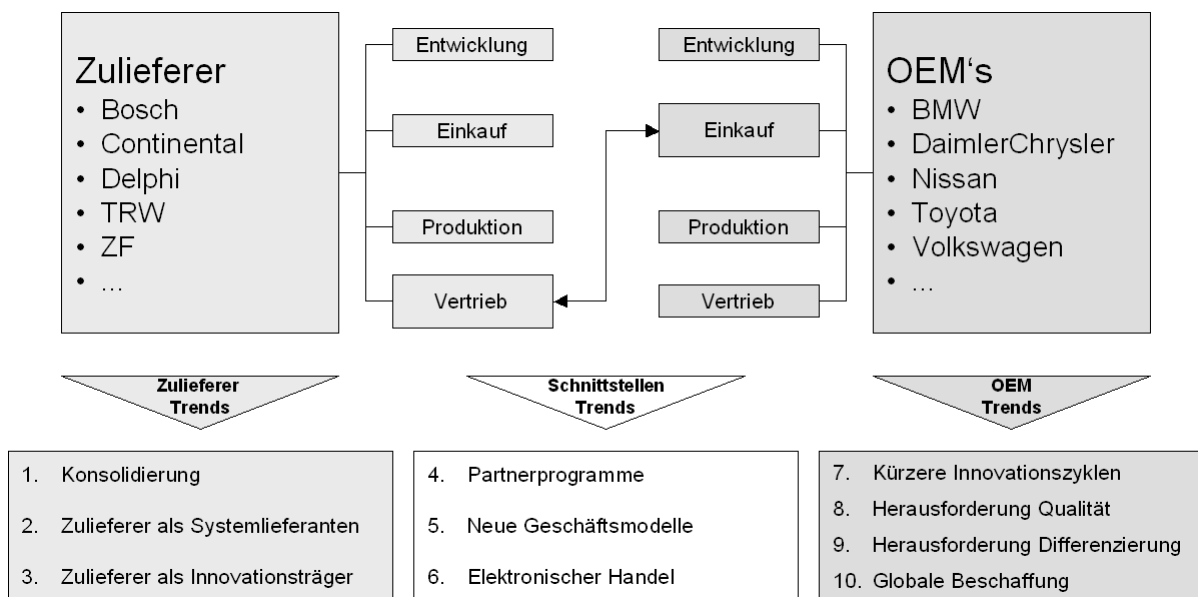 Zulieferer
• Bosch
• Continental
• Delphi
• TRW
• ZF
• ...
Entwicklung
Einkauf
Produktion
Vertrieb
Entwicklung
Einkauf
Produktion
Vertrieb
OEM‘s
• BMW
• DaimlerChrysler
• Nissan
• Toyota
• Volkswagen
• ...
Zulieferer
Trends
Schnittstellen
Trends
OEM
Trends
1. Konsolidierung
2. Zulieferer als Systemlieferanten
3. Zulieferer als Innovationsträger
4. Partnerprogramme
5. Neue Geschäftsmodelle
6. Elektronischer Handel
7. Kürzere Innovationszyklen
8. Herausforderung Qualität
9. Herausforderung Differenzierung
10. Globale Beschaffung